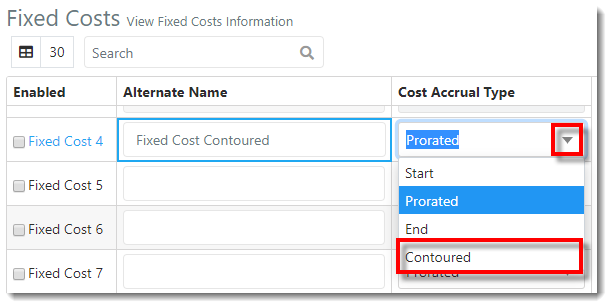 Fixed Costs View Fixed Costs Information
30 Search
Enabled Alternate Name Cost Accrual Type
Fixed Cost 4 Fixed Cost Contoured Prorated
Start
Fixed Cost 5
Prorated
Fixed Cost 6 End
Contoured
Fixed Cost 7 Prorated